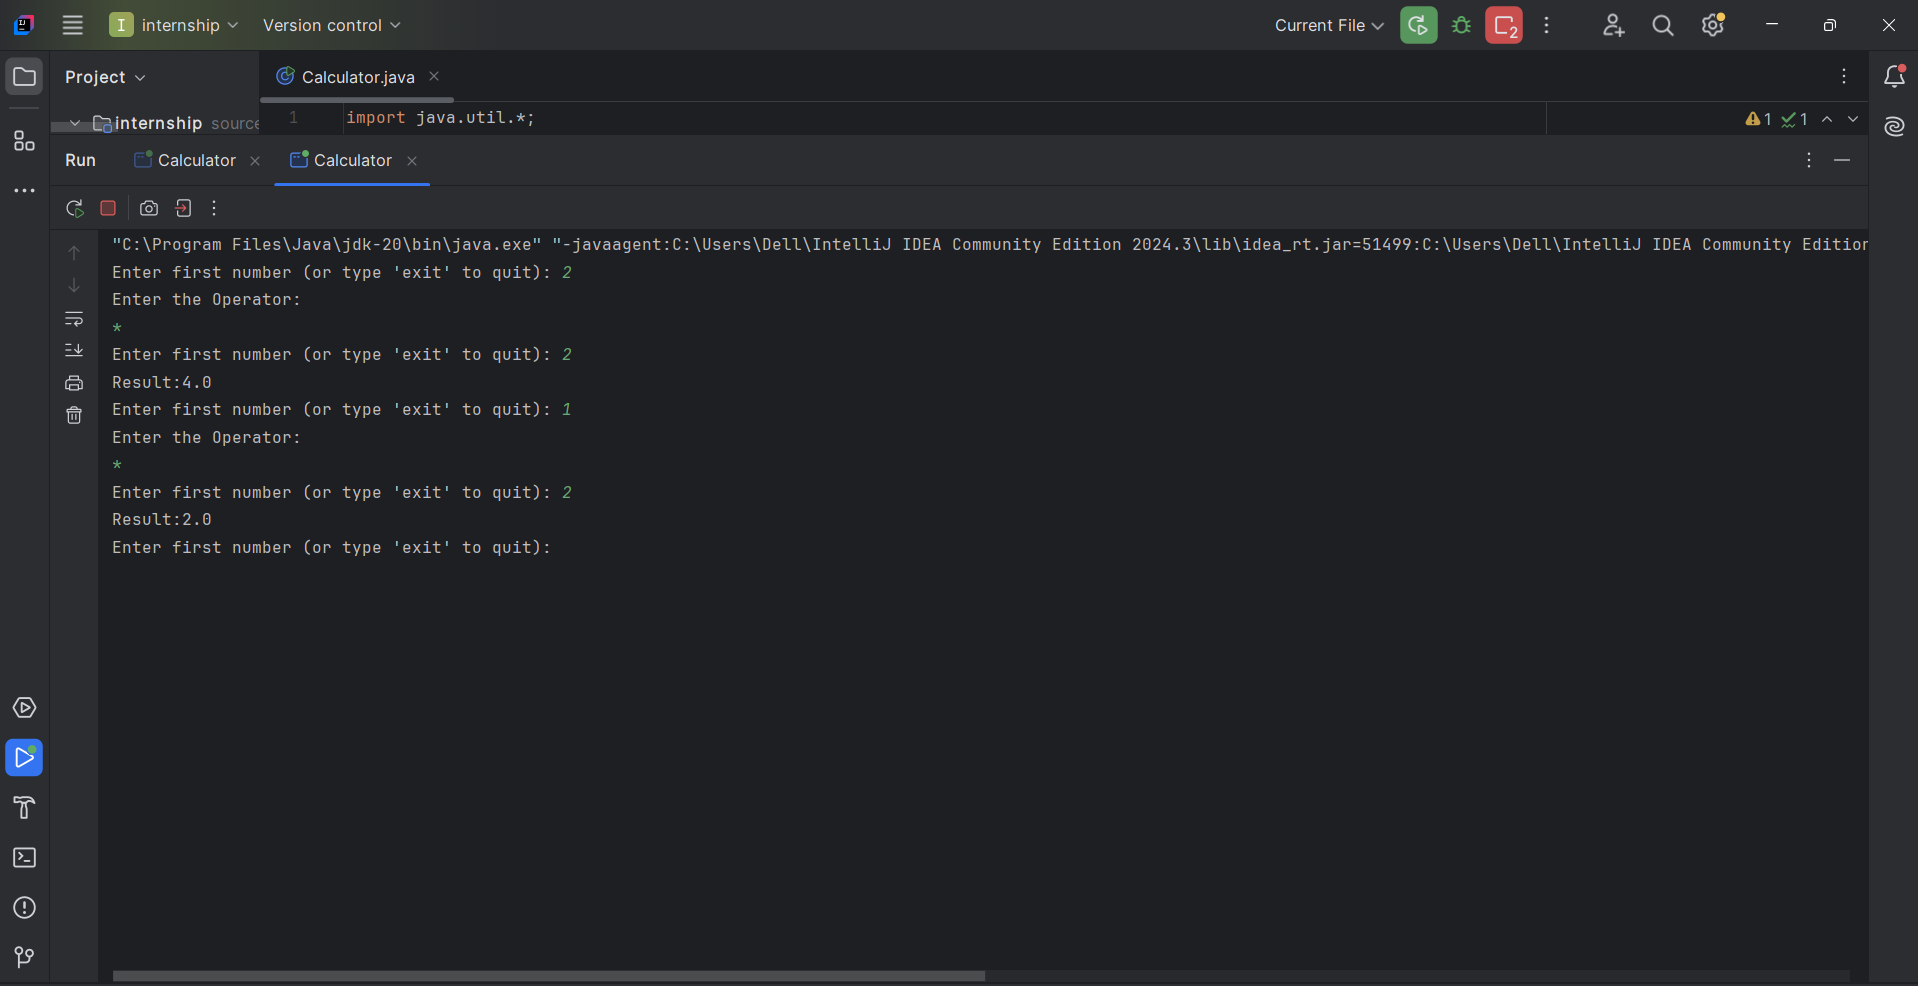 I internship Version control Current File 2
Project Calculator.java
internship source
1 import java.util.*; 1 1
Run Calculator Calculator
"C:\Program Files\Java\jdk-20\bin\java.exe" "-javaagent:C:\Users\Dell\IntelliJ IDEA Community Edition 2024.3\lib\idea_rt.jar=51499:C:\Users\Dell\IntelliJ IDEA Community Edition
Enter first number (or type 'exit' to quit): 2
Enter the Operator:
*
Enter first number (or type 'exit' to quit): 2
Result:4.0
Enter first number (or type 'exit' to quit): 1
Enter the Operator:
*
Enter first number (or type 'exit' to quit): 2
Result:2.0
Enter first number (or type 'exit' to quit):